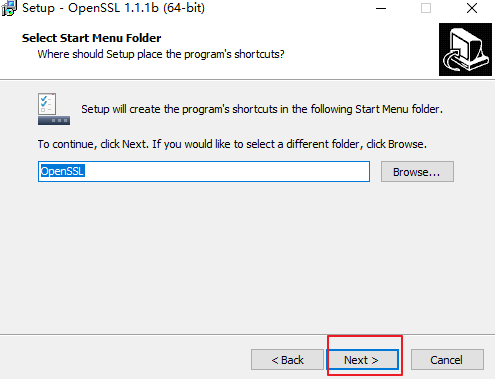 Setup - OpenSSL 1.1.1b (64-bit)
Select Start Menu Folder
Where should Setup place the program's shortcuts?
Setup will create the program's shortcuts in the following Start Menu folder.
To continue, click Next. If you would like to select a different folder, click Browse.
OpenSSL
Browse...
< Back
Next >
Cancel